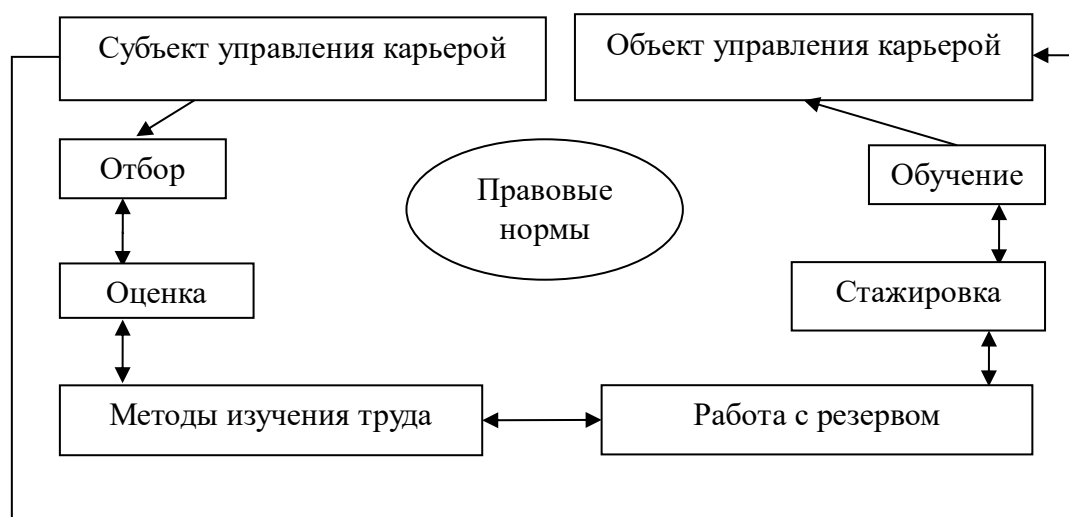 Субъект управления карьерой
Объект управления карьерой
Отбор
Правовые
нормы
Обучение
Оценка
Стажировка
Методы изучения труда
Работа с резервом